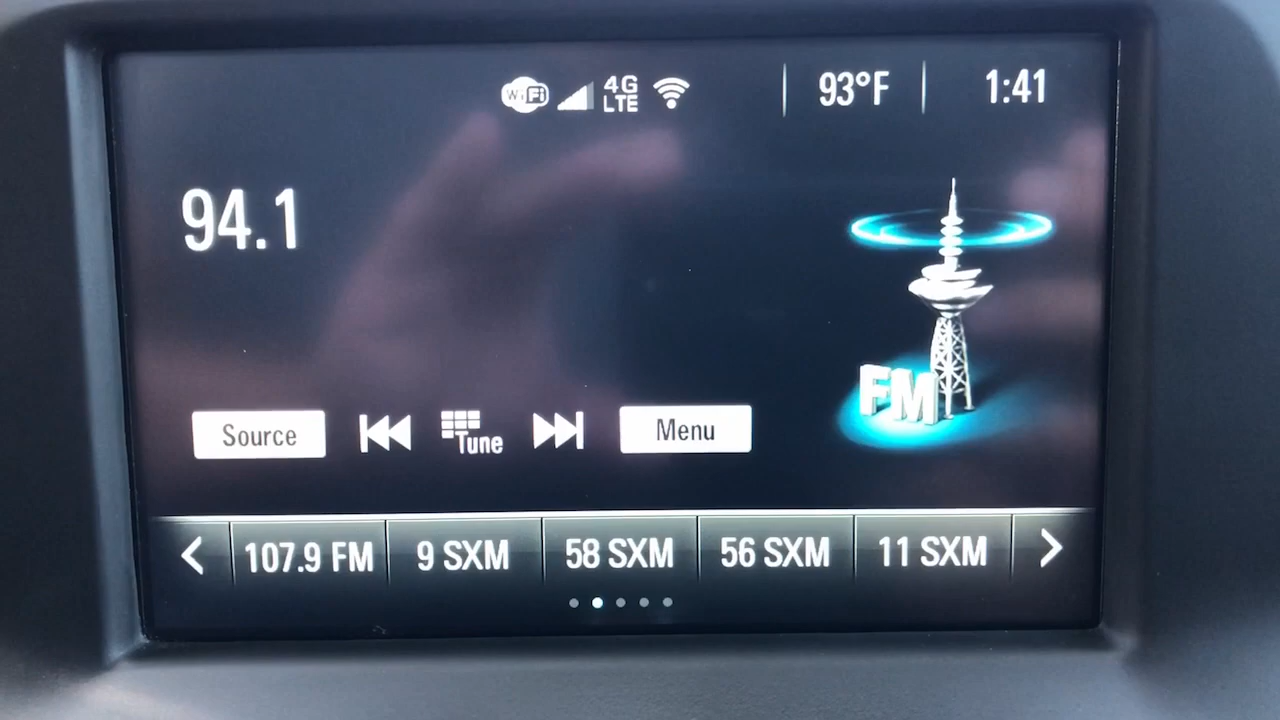 WiFi 4G LTE 93°F 1:41
94.1
FM
Source Tune Menu
107.9 FM 9 SXM 58 SXM 56 SXM 11 SXM